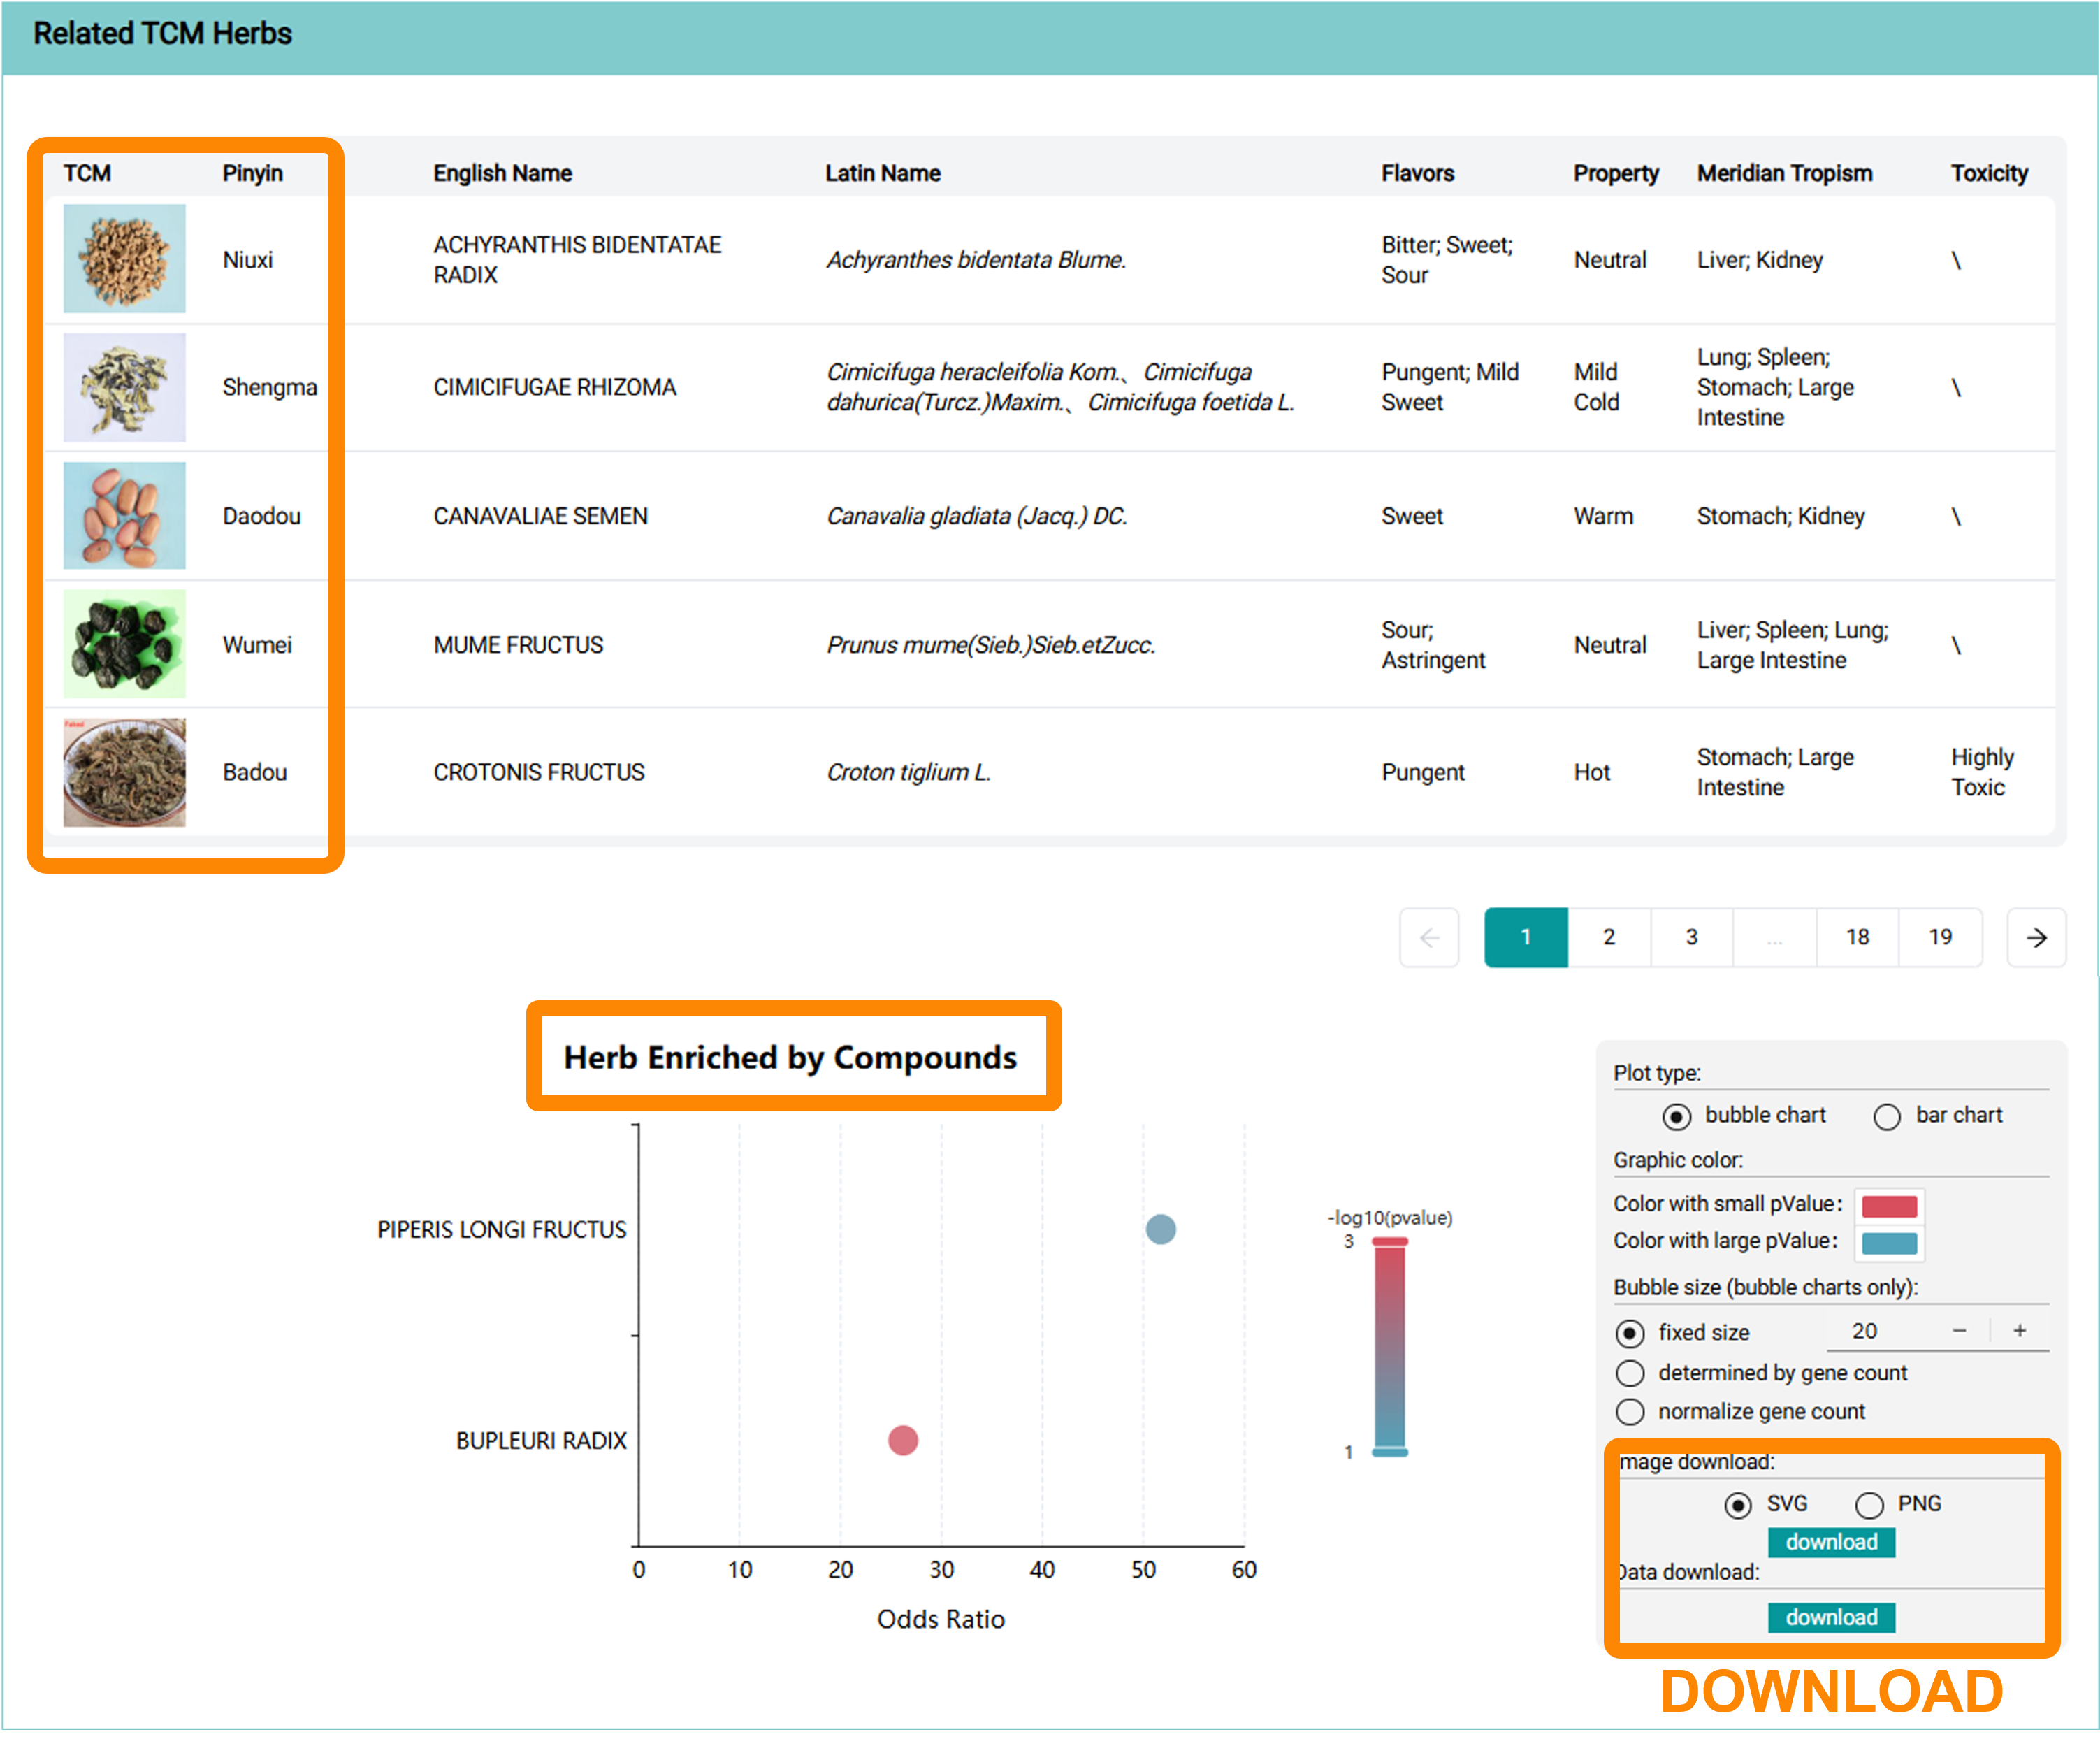 Related TCM Herbs
TCM Pinyin English Name Latin Name Flavors Property Meridian Tropism Toxicity
Niuxi
ACHYRANTHIS BIDENTATAE
RADIX
Achyranthes bidentata Blume.
Bitter; Sweet;
Sour
Neutral
Liver; Kidney
\
Shengma
CIMICIFUGAE RHIZOMA
Cimicifuga heracleifolia Kom.、Cimicifuga
dahurica(Turcz.)Maxim.、Cimicifuga foetida L.
Pungent; Mild
Sweet
Mild
Cold
Lung; Spleen;
Stomach; Large
Intestine
\
Daodou
CANAVALIAE SEMEN
Canavalia gladiata (Jacq.) DC.
Sweet
Warm
Stomach; Kidney
\
Wumei
MUME FRUCTUS
Prunus mume(Sieb.)Sieb.etZucc.
Sour;
Astringent
Neutral
Liver; Spleen; Lung;
Large Intestine
\
Badou
CROTONIS FRUCTUS
Croton tiglium L.
Pungent
Hot
Stomach; Large
Intestine
Highly
Toxic
← 1 2 3 ... 18 19 →
Herb Enriched by Compounds
PIPERIS LONGI FRUCTUS
BUPLEURI RADIX
0 10 20 30 40 50 60
Odds Ratio
-log10(pvalue)
3
1
Plot type:
bubble chart bar chart
Graphic color:
Color with small pValue:
Color with large pValue:
Bubble size (bubble charts only):
fixed size 20 − +
determined by gene count
normalize gene count
Image download:
SVG PNG
download
Data download:
download
DOWNLOAD